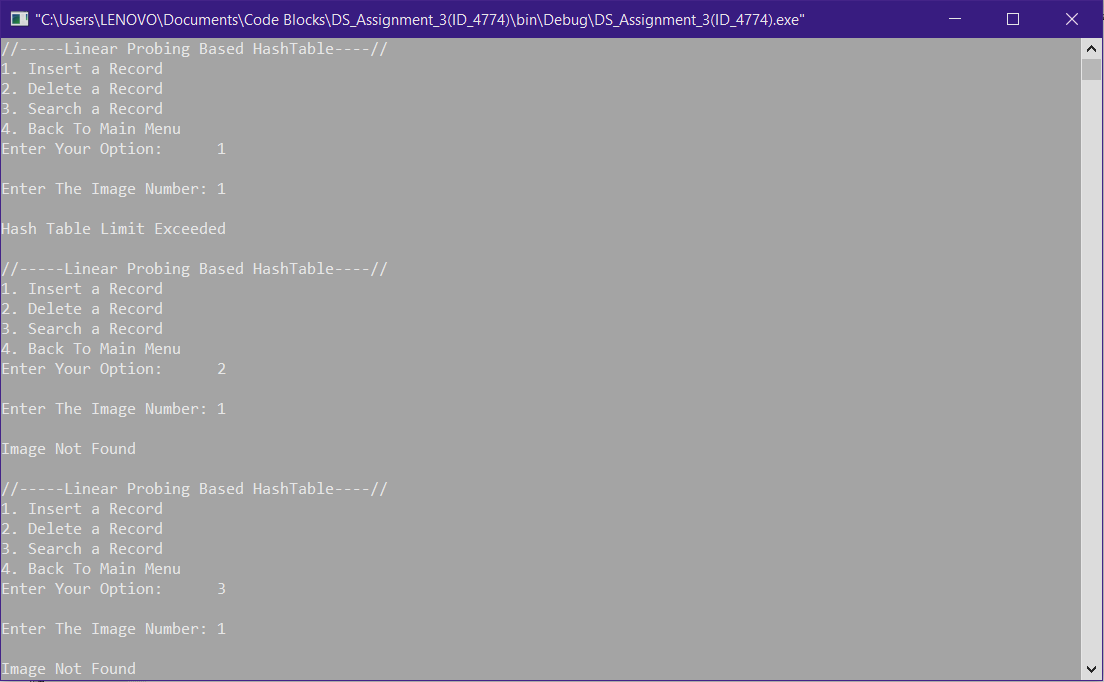 "C:\Users\LENOVO\Documents\Code Blocks\DS_Assignment_3(ID_4774)\bin\Debug\DS_Assignment_3(ID_4774).exe"
//-----Linear Probing Based HashTable----//
1. Insert a Record
2. Delete a Record
3. Search a Record
4. Back To Main Menu
Enter Your Option:      1
Enter The Image Number: 1
Hash Table Limit Exceeded
//-----Linear Probing Based HashTable----//
1. Insert a Record
2. Delete a Record
3. Search a Record
4. Back To Main Menu
Enter Your Option:      2
Enter The Image Number: 1
Image Not Found
//-----Linear Probing Based HashTable----//
1. Insert a Record
2. Delete a Record
3. Search a Record
4. Back To Main Menu
Enter Your Option:      3
Enter The Image Number: 1
Image Not Found